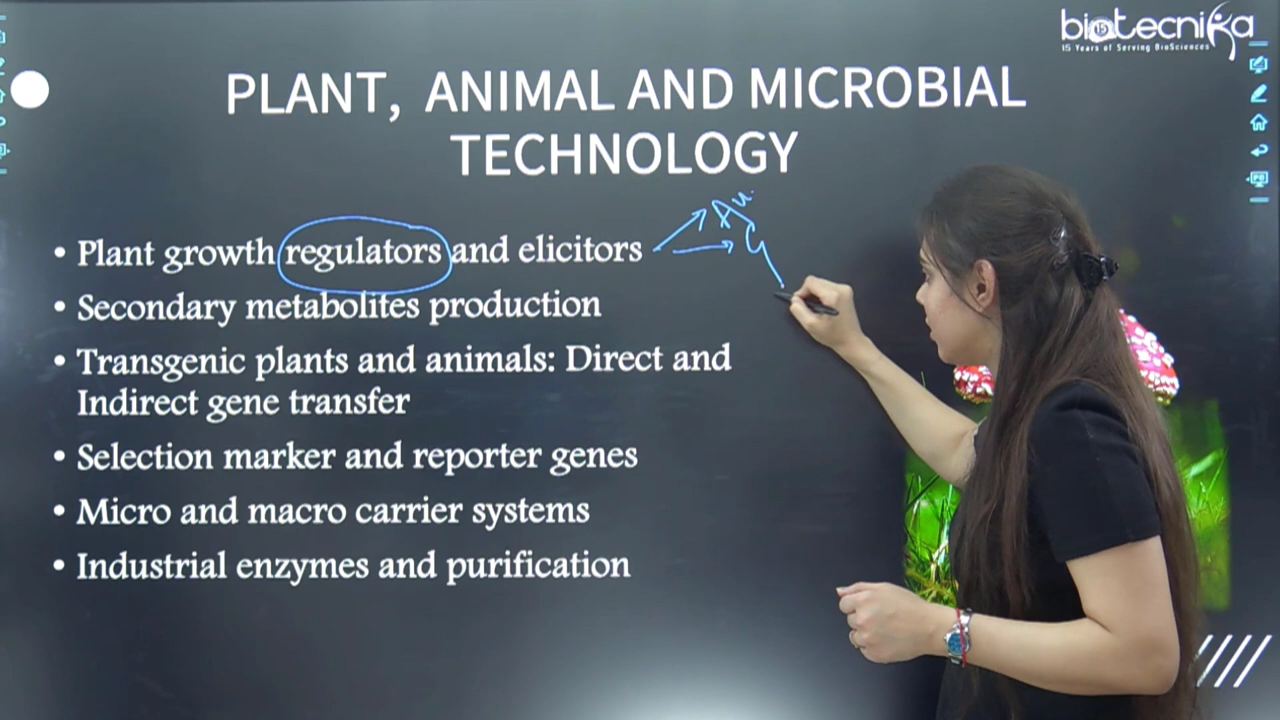 biotecnika
15
15 Years of Serving BioSciences
PLANT, ANIMAL AND MICROBIAL
TECHNOLOGY
Au.
• Plant growth regulators and elicitors
• Secondary metabolites production
• Transgenic plants and animals: Direct and
Indirect gene transfer
• Selection marker and reporter genes
• Micro and macro carrier systems
• Industrial enzymes and purification